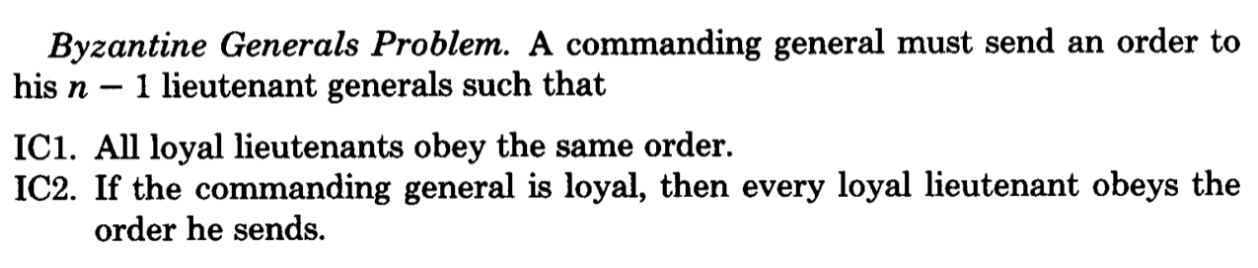 Byzantine Generals Problem. A commanding general must send an order to
his n − 1 lieutenant generals such that
IC1. All loyal lieutenants obey the same order.
IC2. If the commanding general is loyal, then every loyal lieutenant obeys the
order he sends.